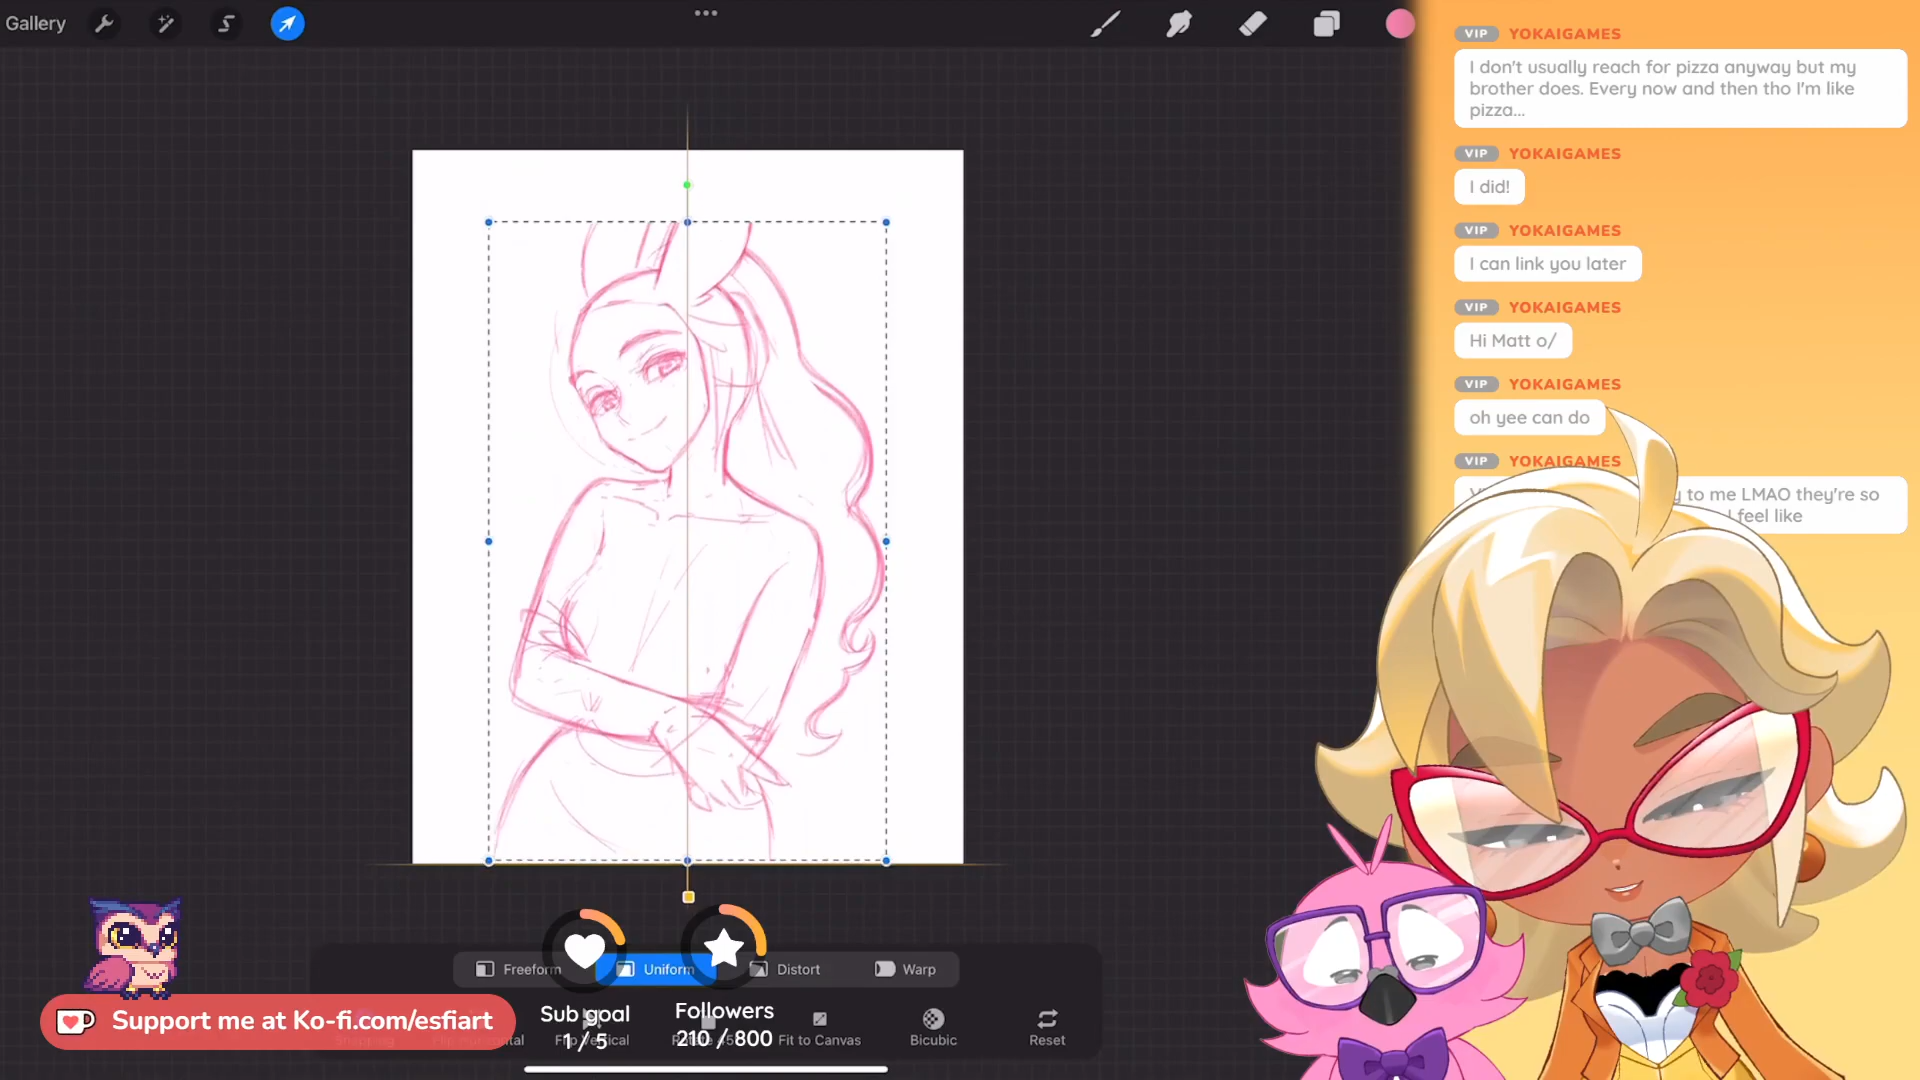 Gallery
VIP YOKAIGAMES
I don't usually reach for pizza anyway but my
brother does. Every now and then tho I'm like
pizza...
VIP YOKAIGAMES
I did!
VIP YOKAIGAMES
I can link you later
VIP YOKAIGAMES
Hi Matt o/
VIP YOKAIGAMES
oh yee can do
VIP YOKAIGAMES
to me LMAO they're so
I feel like
Freeform
Uniform
Distort
Warp
Support me at Ko-fi.com/esfiart
Sub goal
1 / 5
Followers
210 / 800
Fit to Canvas
Bicubic
Reset